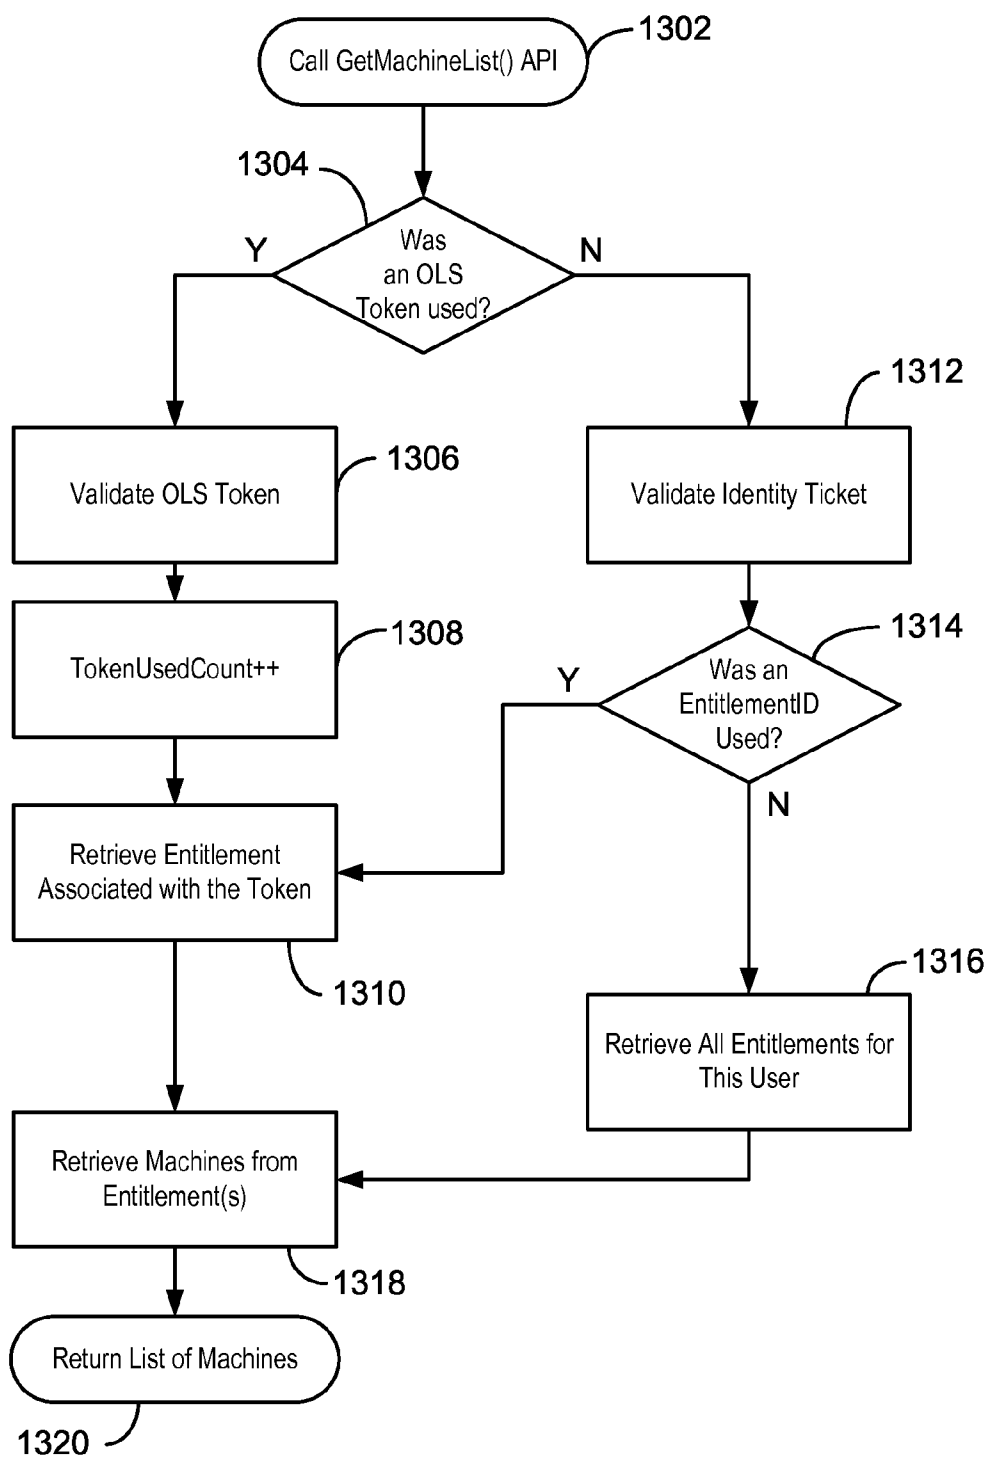 1302
Call GetMachineList() API
1304
Was
an OLS
Token used?
Y
N
1312
1306
Validate OLS Token
Validate Identity Ticket
1308
TokenUsedCount++
1314
Was an
EntitlementID
Used?
Y
N
Retrieve Entitlement
Associated with the Token
1310
1316
Retrieve All Entitlements for
This User
Retrieve Machines from
Entitlement(s)
1318
Return List of Machines
1320